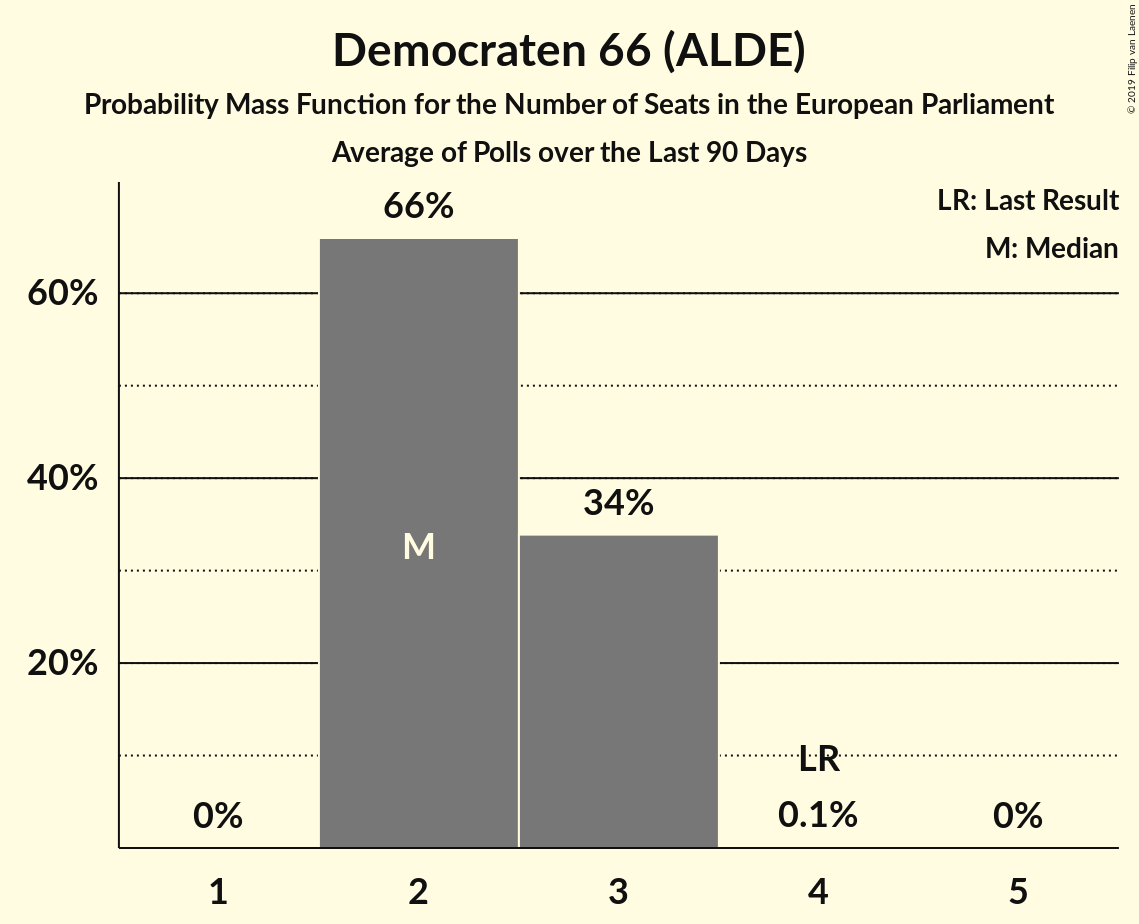 Democraten 66 (ALDE)
Probability Mass Function for the Number of Seats in the European Parliament
Average of Polls over the Last 90 Days
© 2019 Filip van Laenen
LR: Last Result
M: Median
66%
60%
40%
34%
M
20%
LR
0%
0.1%
0%
1
2
3
4
5